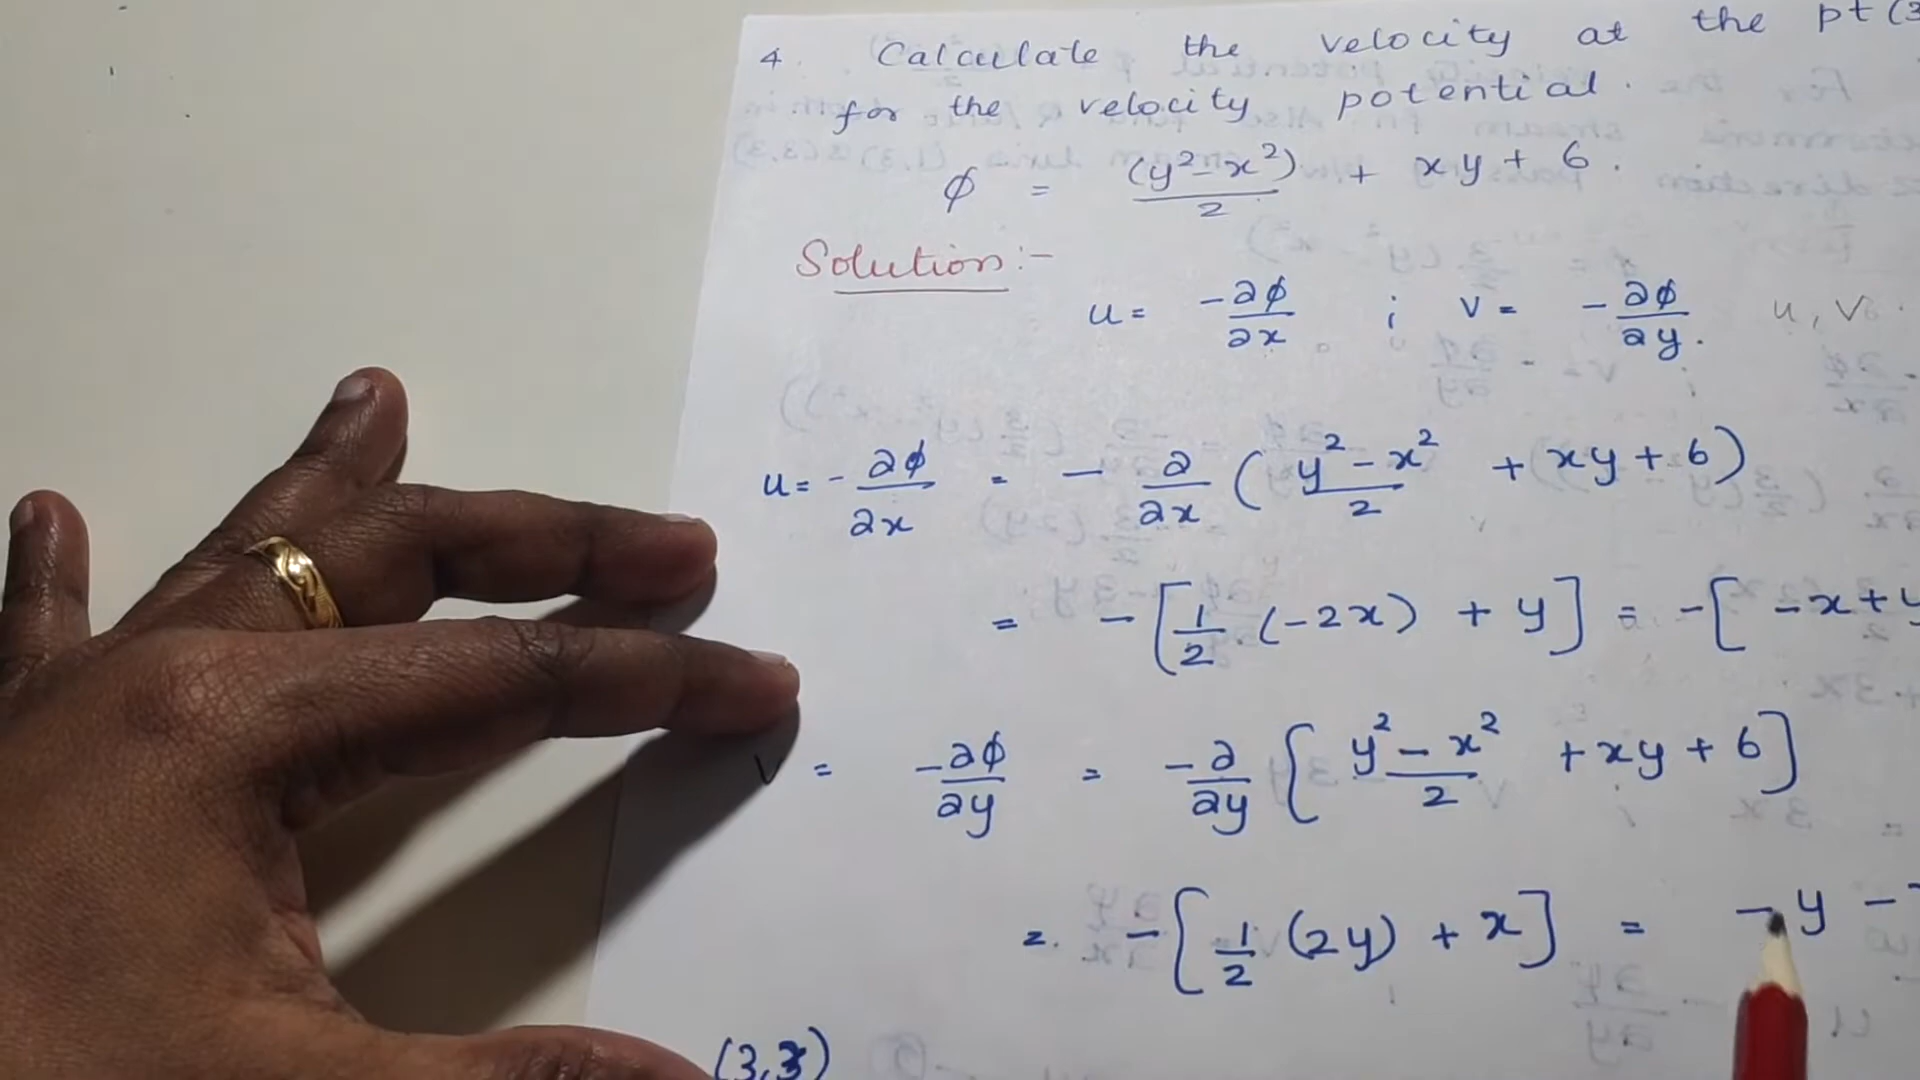 4. Calculate the velocity at the pt (3
for the velocity potential.
φ = (y² - x²)/2 + xy + 6.
Solution:-
u = -∂φ/∂x ; v = -∂φ/∂y. u, v
u = -∂φ/∂x = -∂/∂x ( y² - x²/2 + xy + 6)
= -[1/2 (-2x) + y] = -[-x + y
v = -∂φ/∂y = -∂/∂y [ y² - x²/2 + xy + 6]
= -[1/2 (2y) + x] = -y -
(3,3)